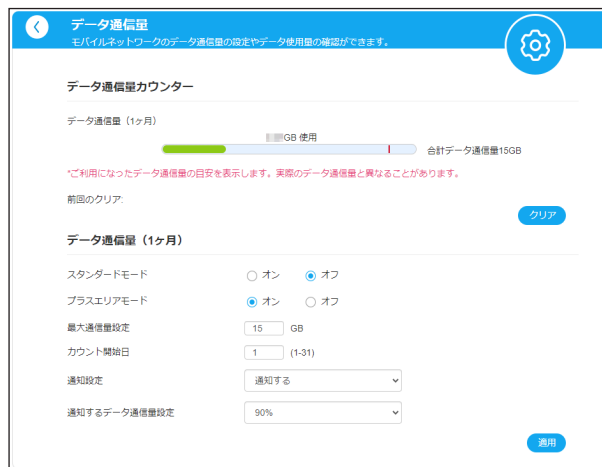 データ通信量
モバイルネットワークのデータ通信量の設定やデータ使用量の確認ができます。
データ通信量カウンター
データ通信量（1ヶ月）
GB 使用
合計データ通信量15GB
*ご利用になったデータ通信量の目安を表示します。実際のデータ通信量と異なることがあります。
前回のクリア:
クリア
データ通信量（1ヶ月）
スタンダードモード オン オフ
プラスエリアモード オン オフ
最大通信量設定 15 GB
カウント開始日 1 (1-31)
通知設定 通知する
通知するデータ通信量設定 90%
適用